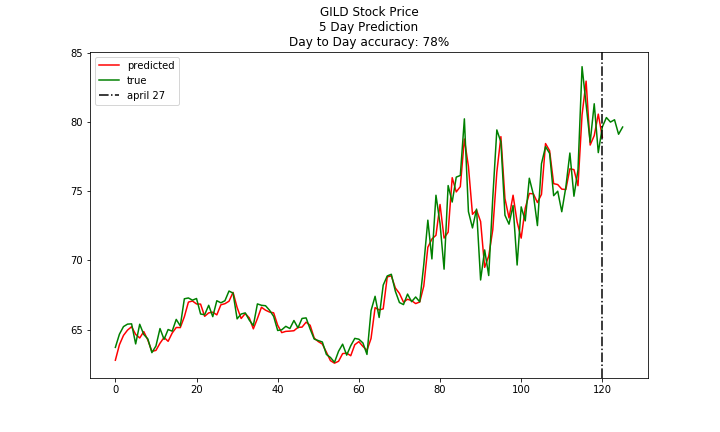 GILD Stock Price
5 Day Prediction
Day to Day accuracy: 78%
85
80
75
70
65
predicted
true
april 27
0
20
40
60
80
100
120